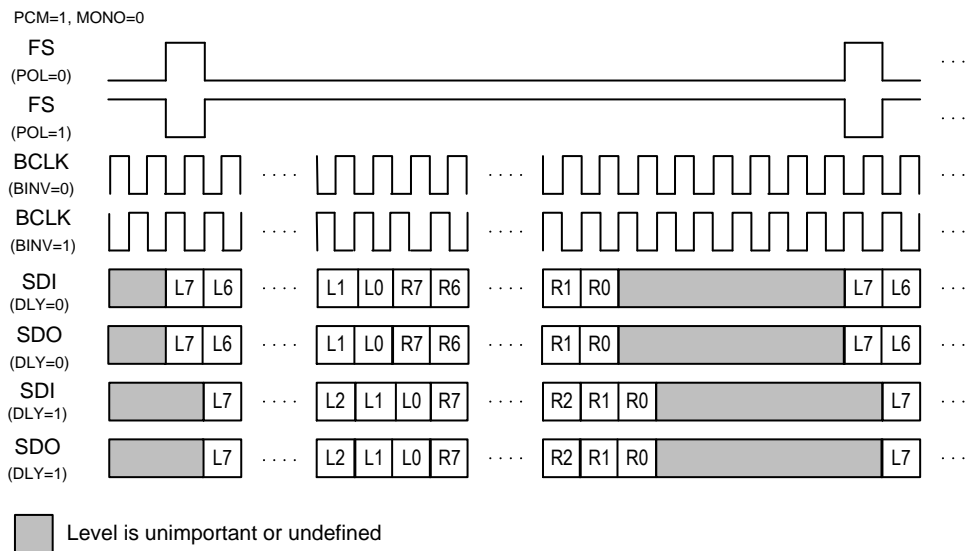 PCM=1, MONO=0
FS
(POL=0)
. . .
FS
(POL=1)
. . .
BCLK
(BINV=0)
. . . . . . . . . . .
BCLK
(BINV=1)
. . . . . . . . . . .
SDI
(DLY=0)
L7 L6 . . . . L1 L0 R7 R6 . . . . R1 R0 L7 L6 . . .
SDO
(DLY=0)
L7 L6 . . . . L1 L0 R7 R6 . . . . R1 R0 L7 L6 . . .
SDI
(DLY=1)
L7 . . . . L2 L1 L0 R7 . . . . R2 R1 R0 L7 . . .
SDO
(DLY=1)
L7 . . . . L2 L1 L0 R7 . . . . R2 R1 R0 L7 . . .
Level is unimportant or undefined